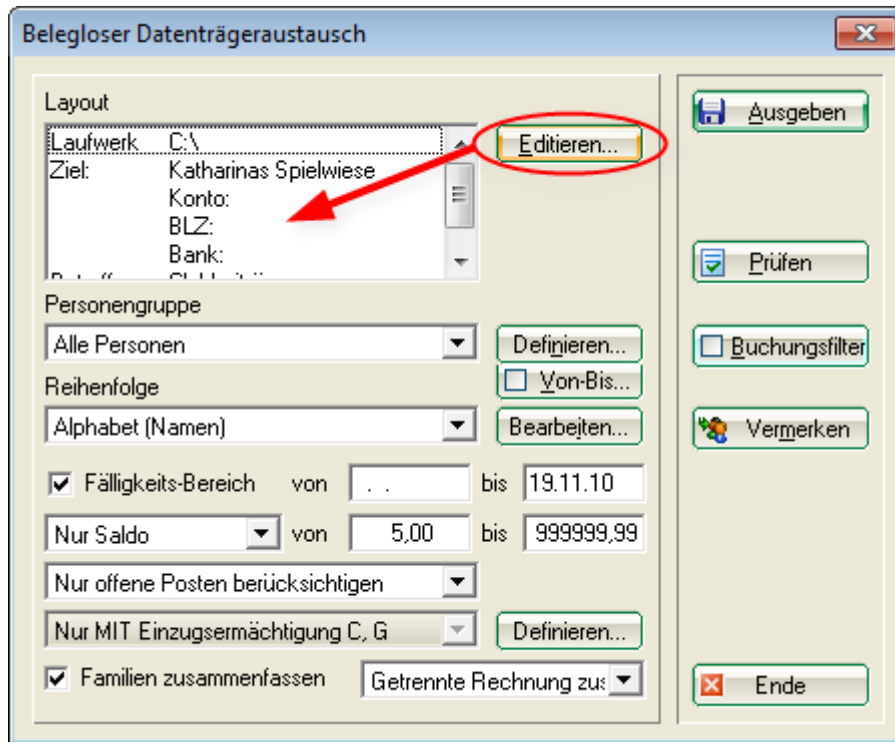 Belegloser Datenträgeraustausch
Layout
Laufwerk C:\
Editieren...
Ziel: Katharinas Spielwiese
Konto:
BLZ:
Bank:
Personengruppe
Alle Personen
Definieren...
Von-Bis...
Reihenfolge
Alphabet (Namen)
Bearbeiten...
Fälligkeits-Bereich von . . bis 19.11.10
Nur Saldo von 5,00 bis 999999,99
Nur offene Posten berücksichtigen
Nur MIT Einzugsermächtigung C, G
Definieren...
Familien zusammenfassen
Getrennte Rechnung
Ausgeben
Prüfen
Buchungsfilter
Vermerken
Ende